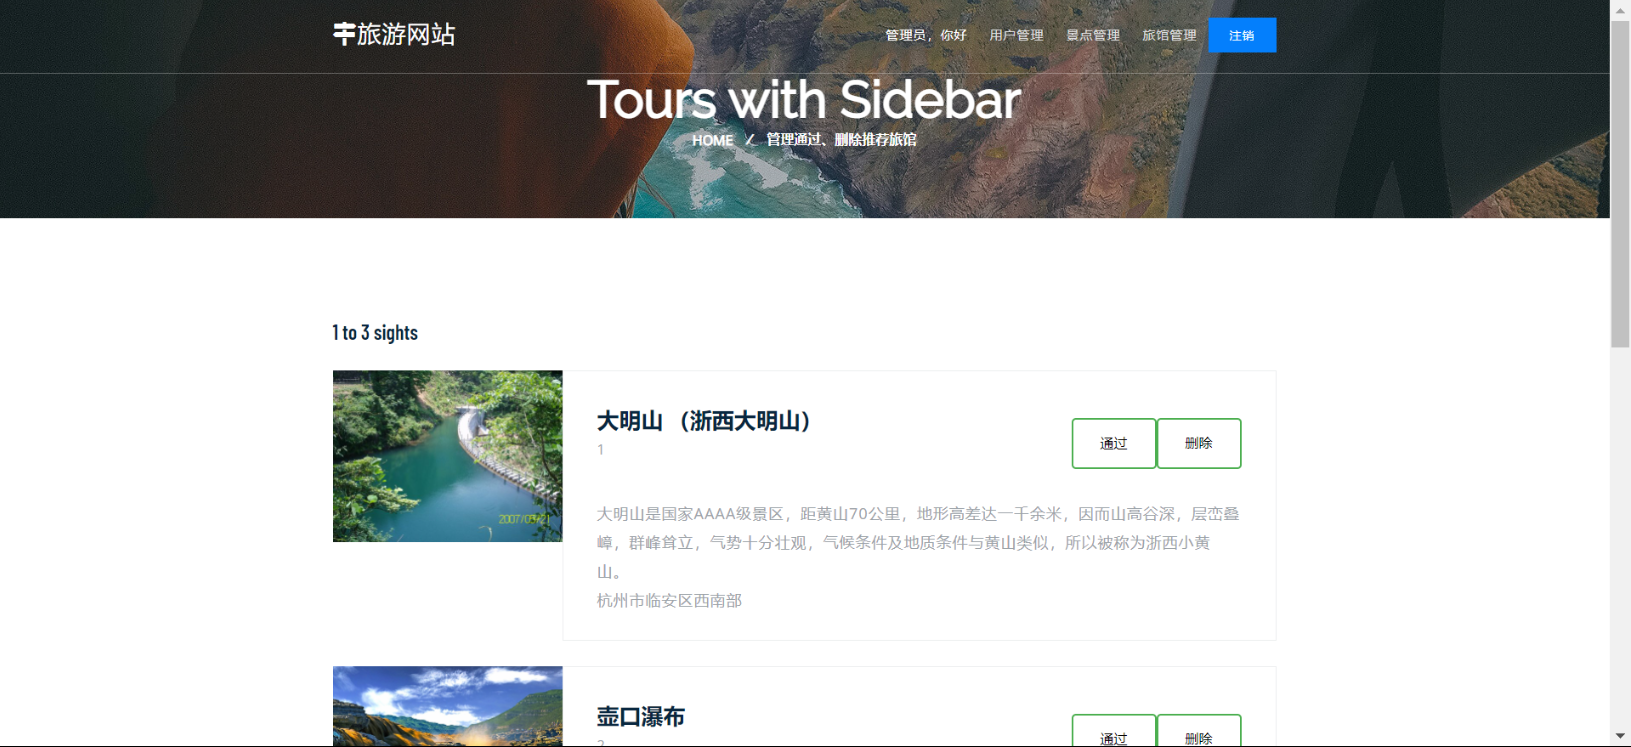 旅游网站
管理员，你好 用户管理 景点管理 旅馆管理 注销
Tours with Sidebar
HOME / 管理通过、删除推荐旅馆
1 to 3 sights
大明山 （浙西大明山）
1
通过 删除
大明山是国家AAAA级景区，距黄山70公里，地形高差达一千余米，因而山高谷深，层峦叠
嶂，群峰耸立，气势十分壮观，气候条件及地质条件与黄山类似，所以被称为浙西小黄
山。
杭州市临安区西南部
壶口瀑布
2
通过 删除